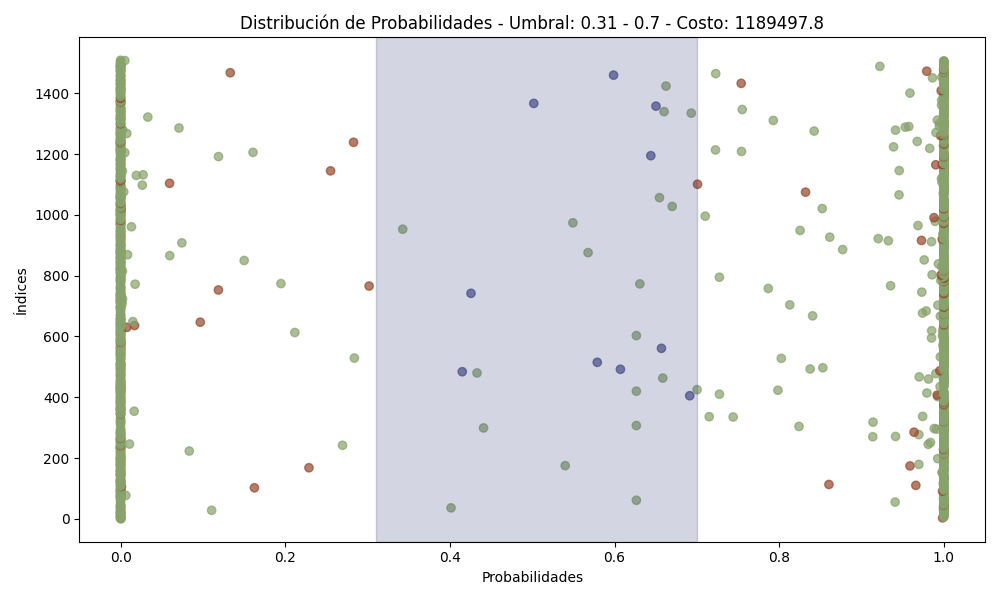 Distribución de Probabilidades - Umbral: 0.31 - 0.7 - Costo: 1189497.8
Índices
1400
1200
1000
800
600
400
200
0
0.0 0.2 0.4 0.6 0.8 1.0
Probabilidades